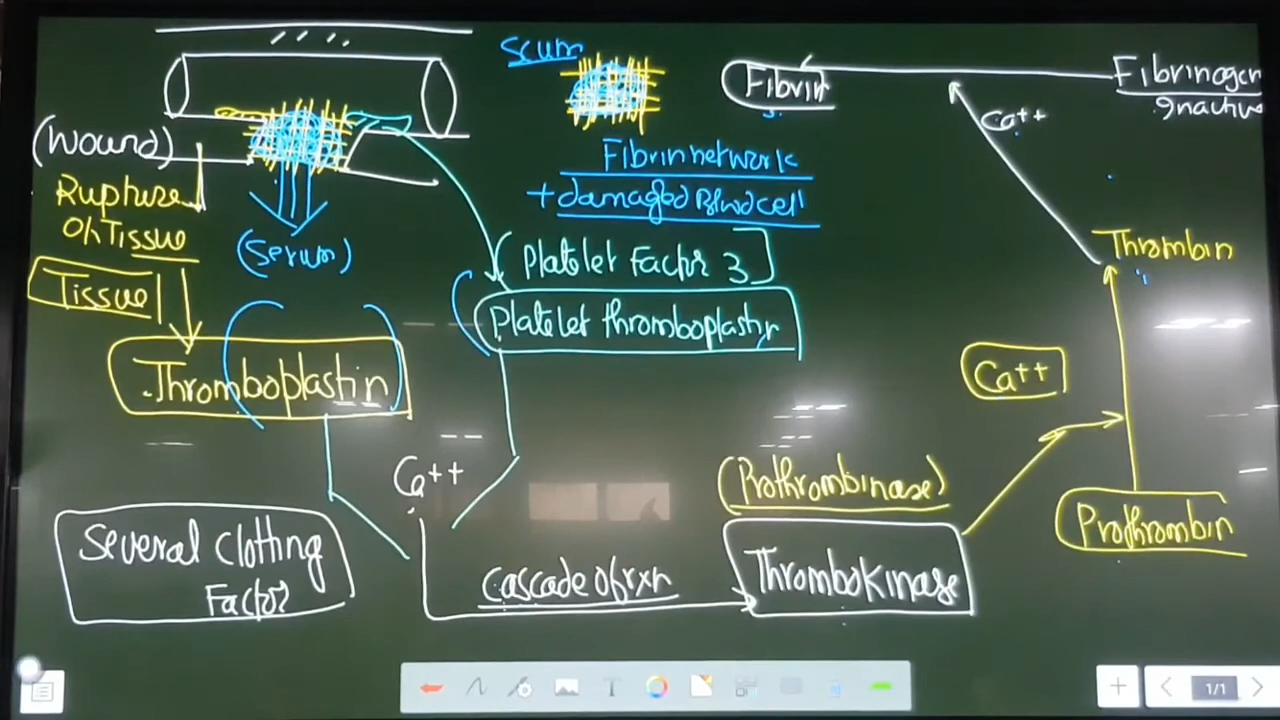 Scum
Fibrin
Fibrinogen
Inactive
Ca++
(Wound)
Fibrin network
+ damaged Blood cell
Rupture
Of Tissue
(Serum)
Tissue
[Platelet Factor 3]
Platelet thromboplastin
Thrombin
Thromboplastin
Ca++
Ca++
(Prothrombinase)
Prothrombin
Several Clotting
Factor
Cascade of rxn
ThromboKinase
T
1/1